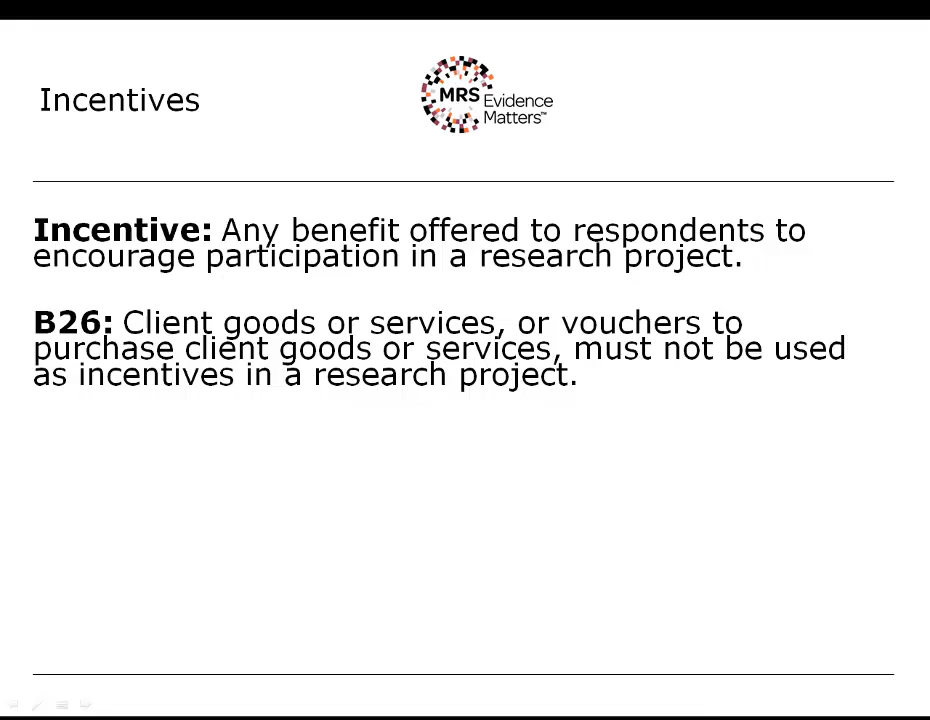 Incentives
MRS
Evidence
Matters™
Incentive: Any benefit offered to respondents to
encourage participation in a research project.
B26: Client goods or services, or vouchers to
purchase client goods or services, must not be used
as incentives in a research project.